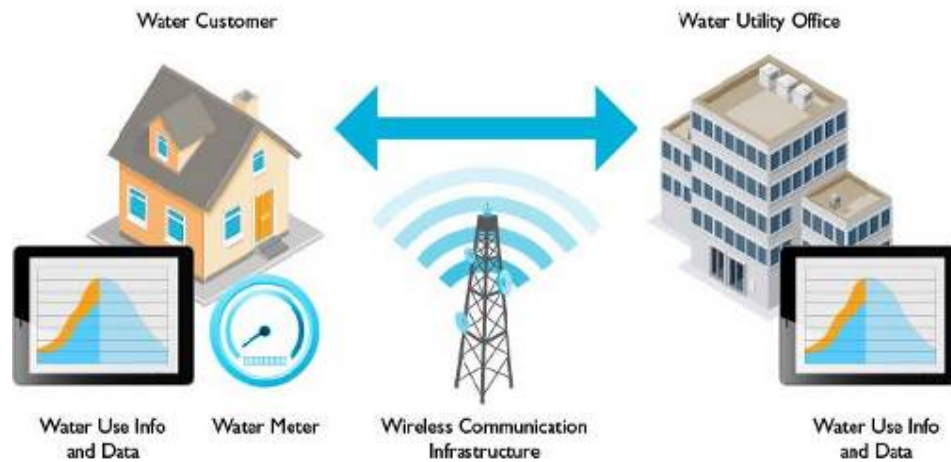 Water Customer
Water Utility Office
Water Use Info
and Data
Water Meter
Wireless Communication
Infrastructure
Water Use Info
and Data